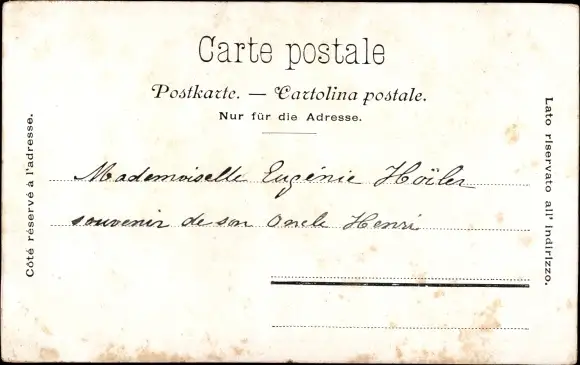 Carte postale
Postkarte. — Cartolina postale.
Nur für die Adresse.
Côté réservé à l'adresse.
Mademoiselle Eugénie Hoïler
souvenir de son Oncle Henri
Lato riservato all' indirizzo.